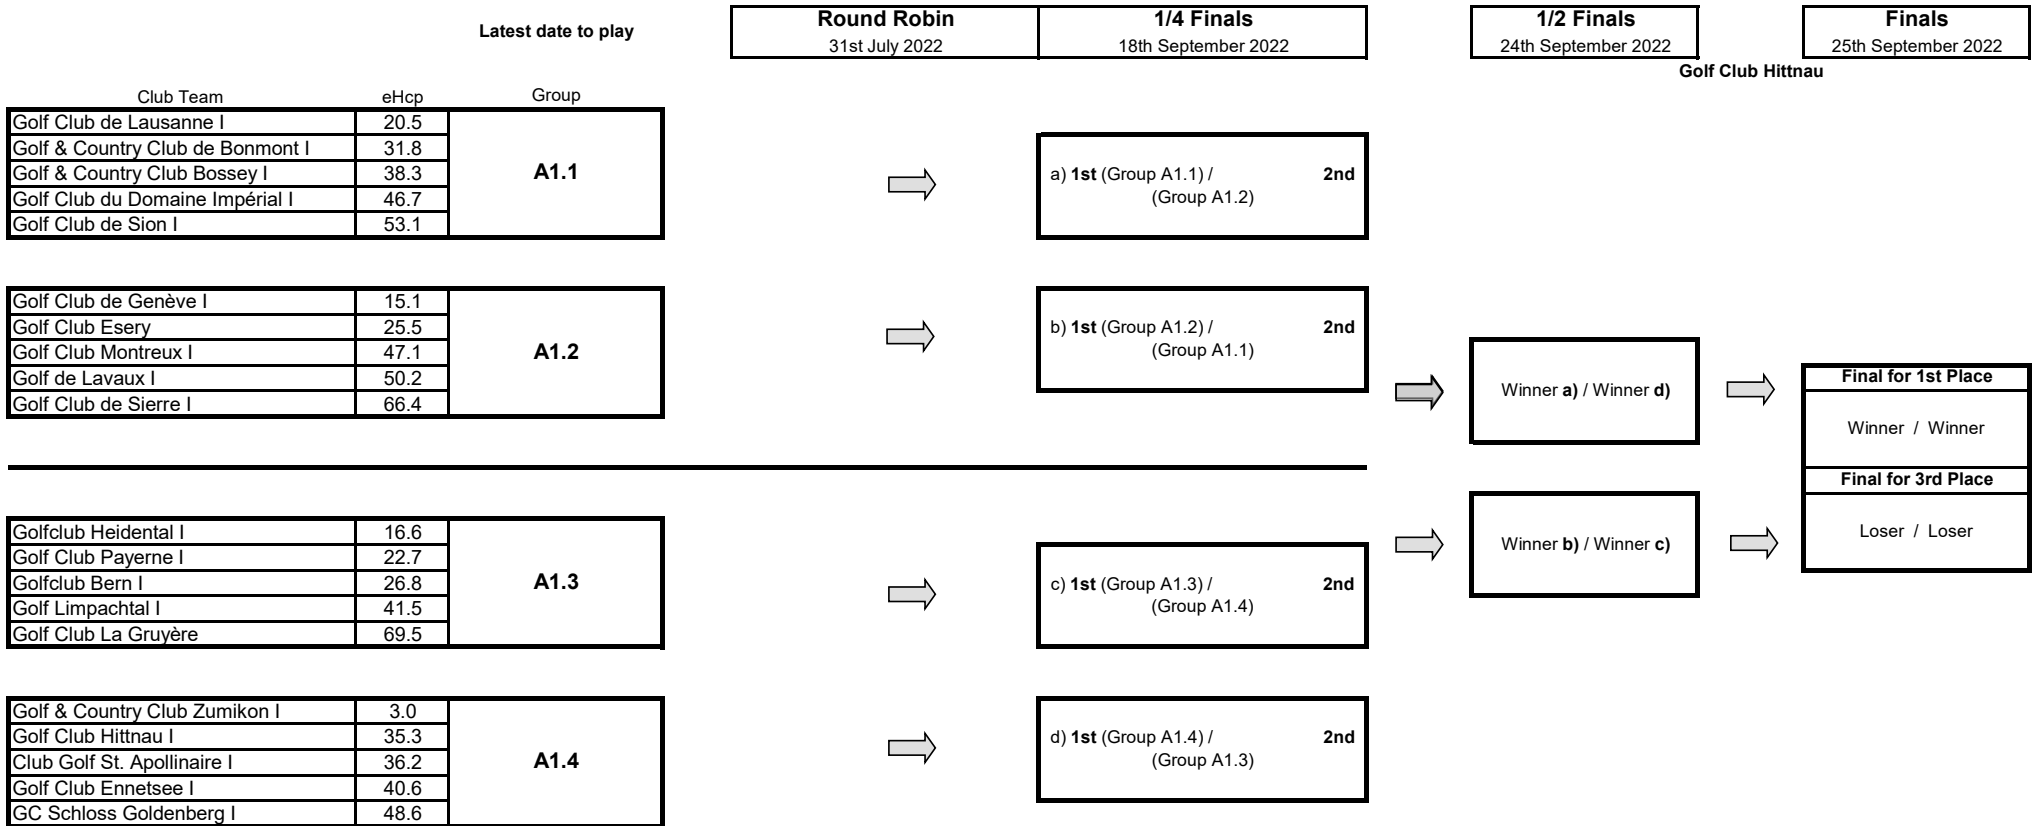 Latest date to play
Round Robin
31st July 2022
1/4 Finals
18th September 2022
1/2 Finals
24th September 2022
Finals
25th September 2022
Golf Club Hittnau
Club Team eHcp Group
Golf Club de Lausanne I 20.5
Golf & Country Club de Bonmont I 31.8
Golf & Country Club Bossey I 38.3
Golf Club du Domaine Impérial I 46.7
Golf Club de Sion I 53.1
A1.1
a) 1st (Group A1.1) / 2nd
(Group A1.2)
Golf Club de Genève I 15.1
Golf Club Esery 25.5
Golf Club Montreux I 47.1
Golf de Lavaux I 50.2
Golf Club de Sierre I 66.4
A1.2
b) 1st (Group A1.2) / 2nd
(Group A1.1)
Winner a) / Winner d)
Final for 1st Place
Winner / Winner
Final for 3rd Place
Loser / Loser
Golfclub Heidental I 16.6
Golf Club Payerne I 22.7
Golfclub Bern I 26.8
Golf Limpachtal I 41.5
Golf Club La Gruyère 69.5
A1.3
c) 1st (Group A1.3) / 2nd
(Group A1.4)
Winner b) / Winner c)
Golf & Country Club Zumikon I 3.0
Golf Club Hittnau I 35.3
Club Golf St. Apollinaire I 36.2
Golf Club Ennetsee I 40.6
GC Schloss Goldenberg I 48.6
A1.4
d) 1st (Group A1.4) / 2nd
(Group A1.3)